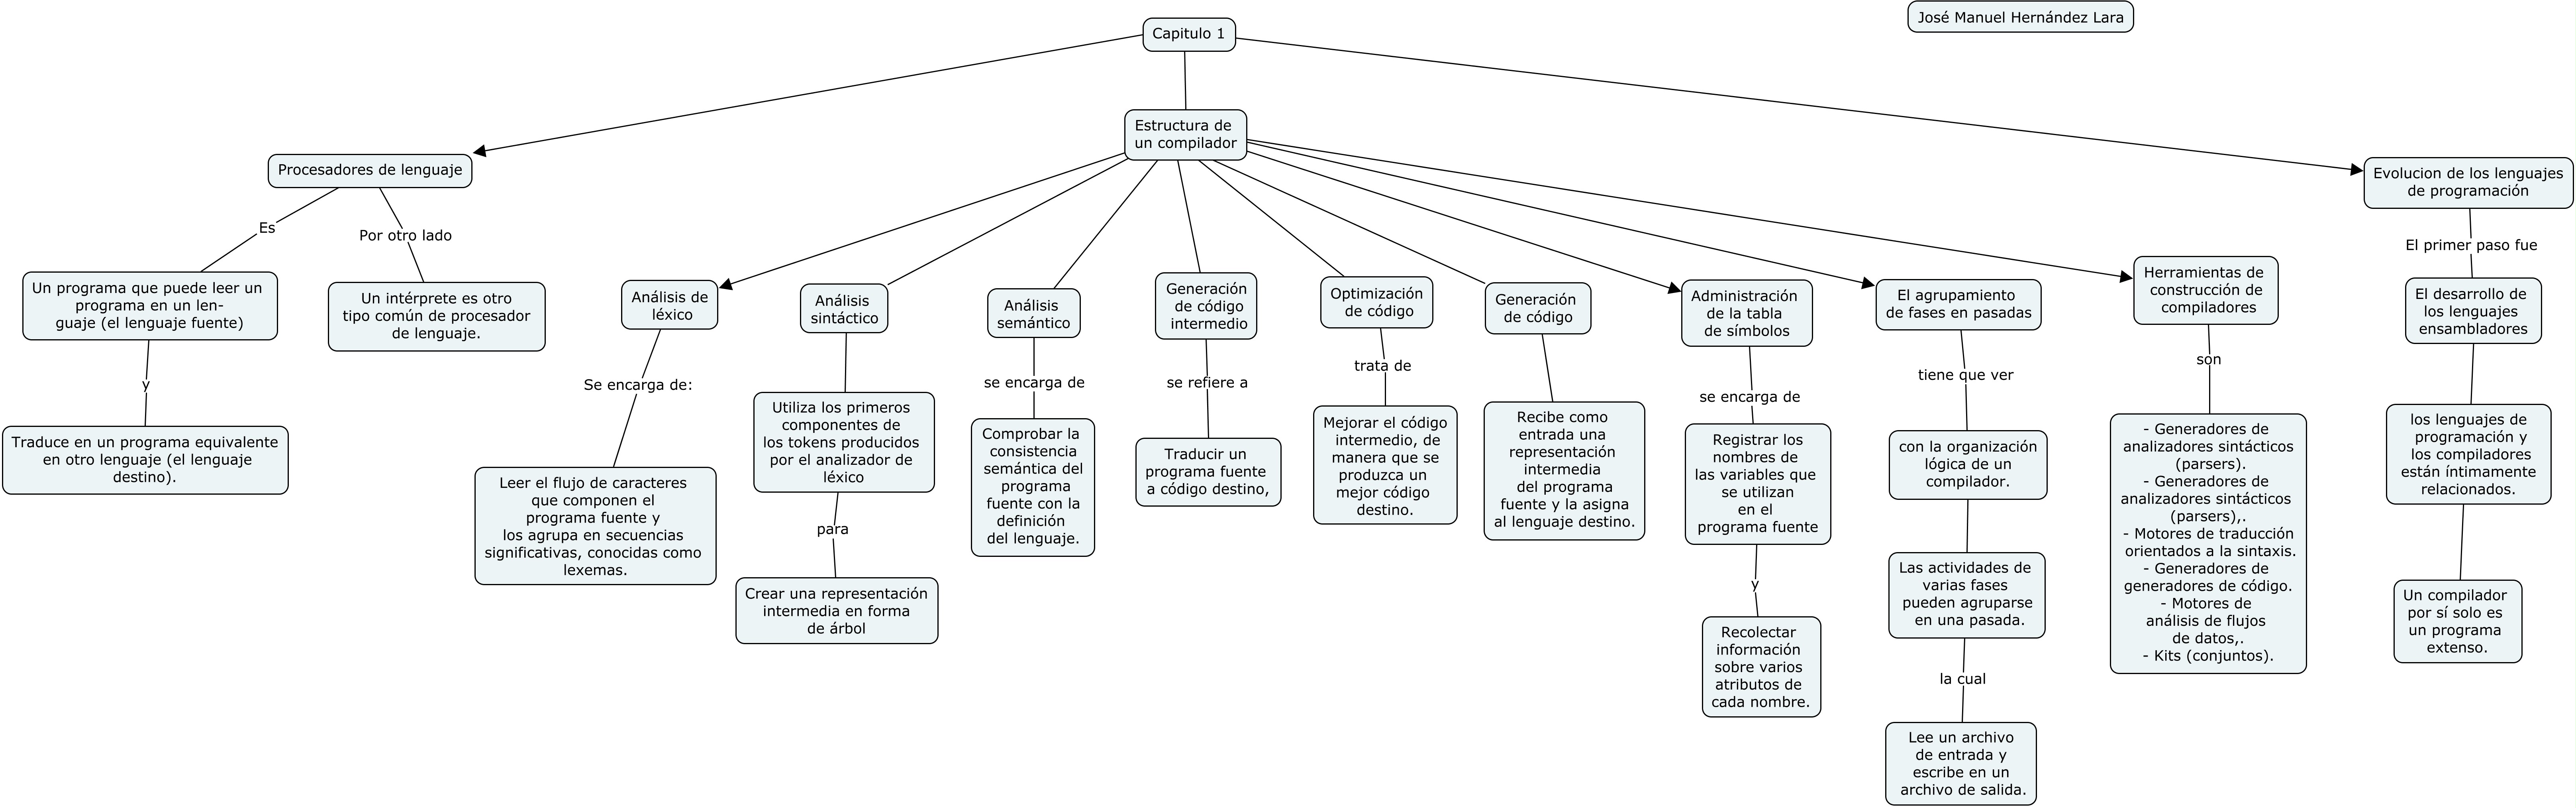 José Manuel Hernández Lara
Capitulo 1
Estructura de
un compilador
Procesadores de lenguaje
Evolucion de los lenguajes
de programación
Es
Por otro lado
El primer paso fue
Un programa que puede leer un
programa en un len-
guaje (el lenguaje fuente)
Un intérprete es otro
tipo común de procesador
de lenguaje.
y
Traduce en un programa equivalente
en otro lenguaje (el lenguaje
destino).
Análisis de
léxico
Se encarga de:
Leer el flujo de caracteres
que componen el
programa fuente y
los agrupa en secuencias
significativas, conocidas como
lexemas.
Análisis
sintáctico
Utiliza los primeros
componentes de
los tokens producidos
por el analizador de
léxico
para
Crear una representación
intermedia en forma
de árbol
Análisis
semántico
se encarga de
Comprobar la
consistencia
semántica del
programa
fuente con la
definición
del lenguaje.
Generación
de código
intermedio
se refiere a
Traducir un
programa fuente
a código destino,
Optimización
de código
trata de
Mejorar el código
intermedio, de
manera que se
produzca un
mejor código
destino.
Generación
de código
Recibe como
entrada una
representación
intermedia
del programa
fuente y la asigna
al lenguaje destino.
Administración
de la tabla
de símbolos
se encarga de
Registrar los
nombres de
las variables que
se utilizan
en el
programa fuente
y
Recolectar
información
sobre varios
atributos de
cada nombre.
El agrupamiento
de fases en pasadas
tiene que ver
con la organización
lógica de un
compilador.
Las actividades de
varias fases
pueden agruparse
en una pasada.
la cual
Lee un archivo
de entrada y
escribe en un
archivo de salida.
Herramientas de
construcción de
compiladores
son
- Generadores de
analizadores sintácticos
(parsers).
- Generadores de
analizadores sintácticos
(parsers),.
- Motores de traducción
orientados a la sintaxis.
- Generadores de
generadores de código.
- Motores de
análisis de flujos
de datos,.
- Kits (conjuntos).
El desarrollo de
los lenguajes
ensambladores
los lenguajes de
programación y
los compiladores
están íntimamente
relacionados.
Un compilador
por sí solo es
un programa
extenso.